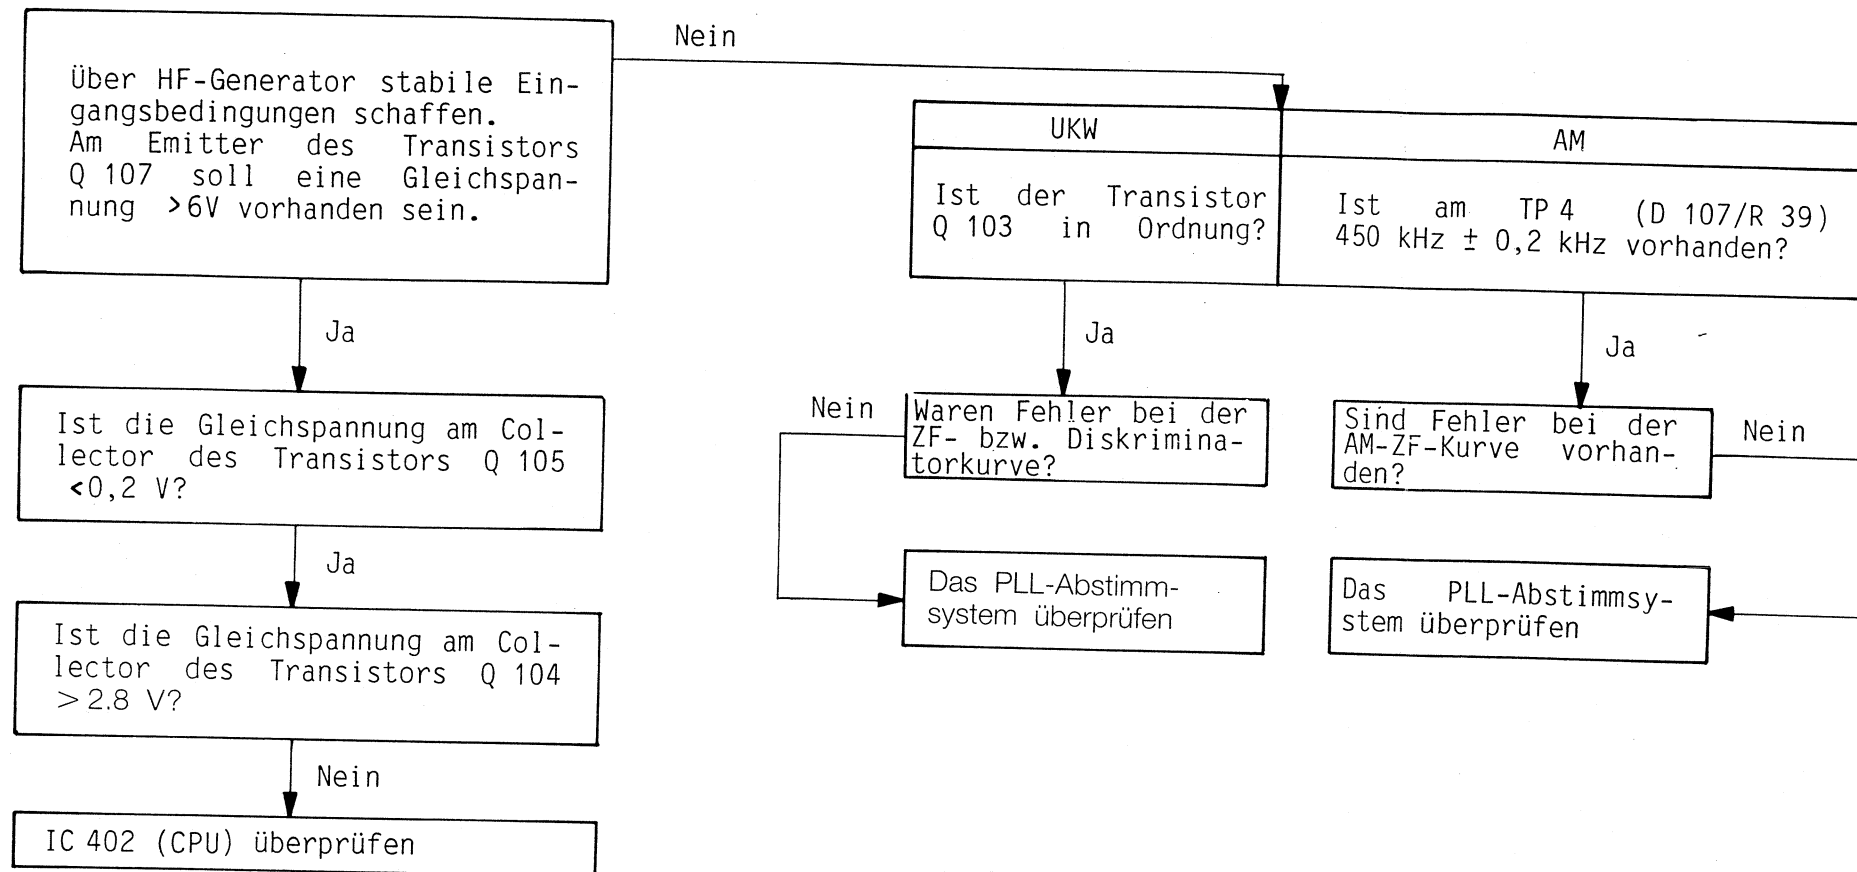 Über HF-Generator stabile Ein-
gangsbedingungen schaffen.
Am Emitter des Transistors
Q 107 soll eine Gleichspan-
nung >6V vorhanden sein.
Nein
Ja
UKW
AM
Ist der Transistor
Q 103 in Ordnung?
Ist am TP 4 (D 107/R 39)
450 kHz ± 0,2 kHz vorhanden?
Ja
Ja
Ist die Gleichspannung am Col-
lector des Transistors Q 105
<0,2 V?
Nein
Waren Fehler bei der
ZF- bzw. Diskrimina-
torkurve?
Sind Fehler bei der
AM-ZF-Kurve vorhan-
den?
Nein
Ja
Das PLL-Abstimm-
system überprüfen
Das PLL-Abstimmsy-
stem überprüfen
Ist die Gleichspannung am Col-
lector des Transistors Q 104
>2.8 V?
Nein
IC 402 (CPU) überprüfen